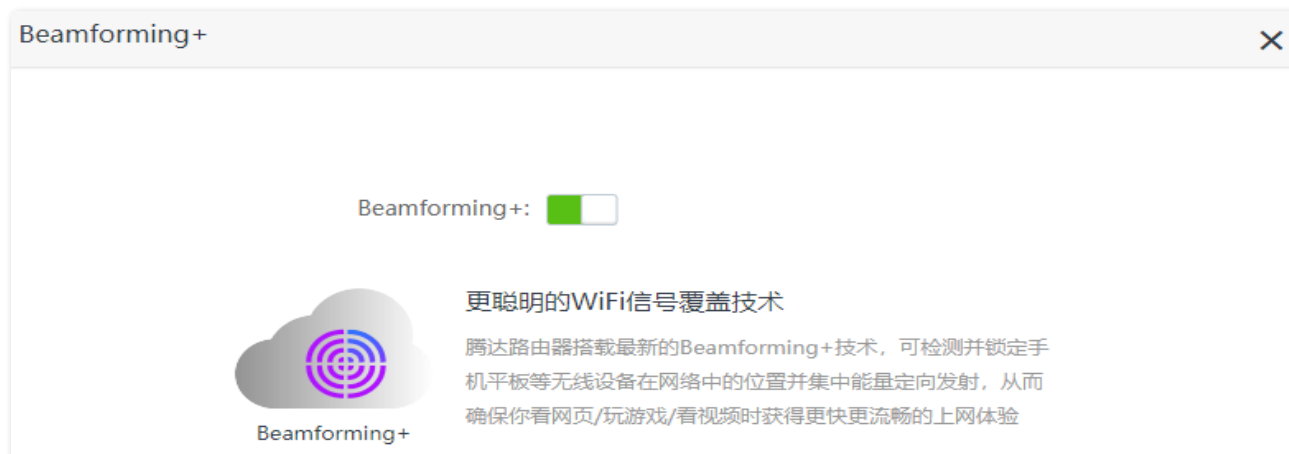 Beamforming+
Beamforming+:
更聪明的WiFi信号覆盖技术
腾达路由器搭载最新的Beamforming+技术，可检测并锁定手
机平板等无线设备在网络中的位置并集中能量定向发射，从而
确保你看网页/玩游戏/看视频时获得更快更流畅的上网体验
Beamforming+